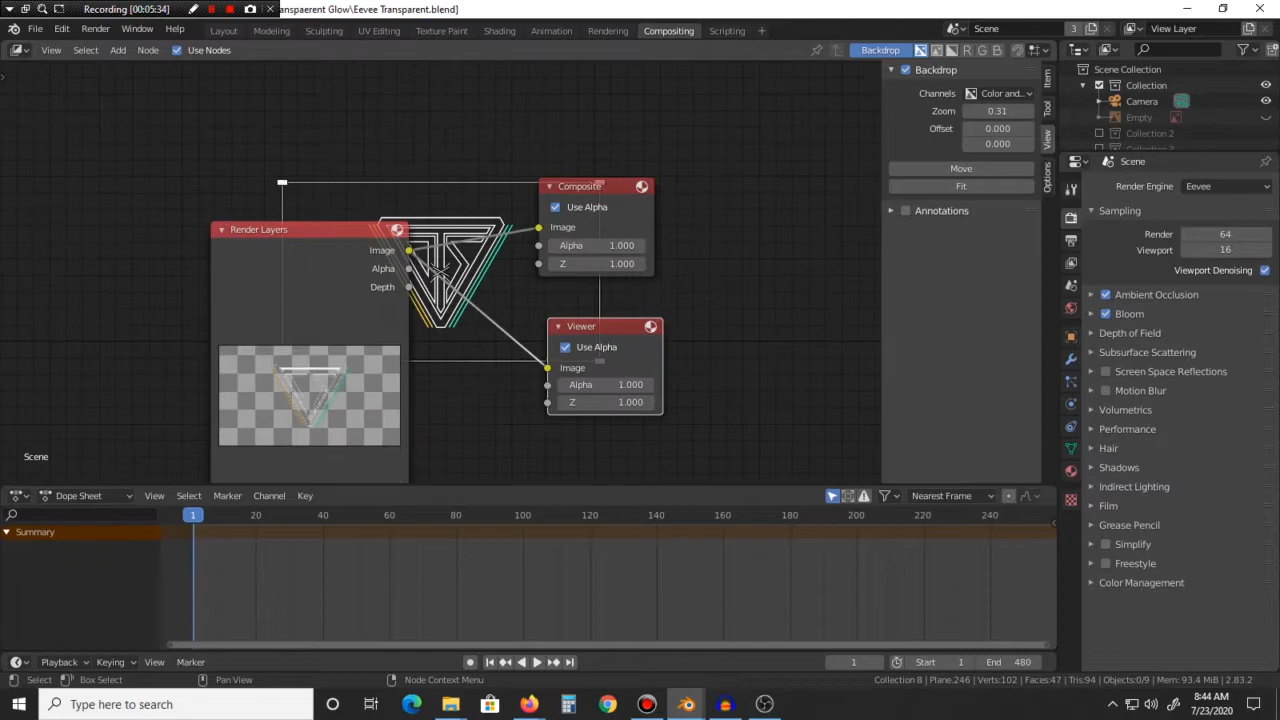 Recording [00:05:34]
nspaerent Glow\Eevee Transparent.blend]
File Edit Render Window Help
Layout Modeling Sculpting UV Editing Texture Paint Shading Animation Rendering Compositing Scripting +
Scene 3 View Layer
View Select Add Node Use Nodes
Backdrop R G B
Backdrop
Channels Color and..
Zoom 0.31
Offset: 0.000
0.000
Move
Fit
Annotations
Item
Tool
View
Options
Scene Collection
Collection
Camera
Empty
Collection 2
Scene
Render Engine Eevee
Sampling
Render 64
Viewport 16
Viewport Denoising
Ambient Occlusion
Bloom
Depth of Field
Subsurface Scattering
Screen Space Reflections
Motion Blur
Volumetrics
Performance
Hair
Shadows
Indirect Lighting
Film
Grease Pencil
Simplify
Freestyle
Color Management
Composite
Use Alpha
Image
Alpha 1.000
Z 1.000
Render Layers
Image
Alpha
Depth
Viewer
Use Alpha
Image
Alpha 1.000
Z 1.000
Scene
Dope Sheet View Select Marker Channel Key Nearest Frame
1 20 40 60 80 100 120 140 160 180 200 220 240
Summary
Playback Keying View Marker 1 Start 1 End 480
Select Box Select Pan View Node Context Menu Collection 8 | Plane.246 | Verts:102 | Faces:47 | Tris:94 | Objects:0/9 | Mem: 93.4 MiB | 2.83.2
Type here to search
8:44 AM
7/23/2020